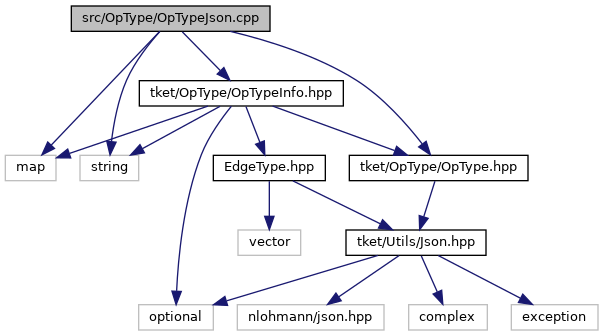 src/OpType/OpTypeJson.cpp
tket/OpType/OpTypeInfo.hpp
map
string
EdgeType.hpp
tket/OpType/OpType.hpp
vector
tket/Utils/Json.hpp
optional
nlohmann/json.hpp
complex
exception